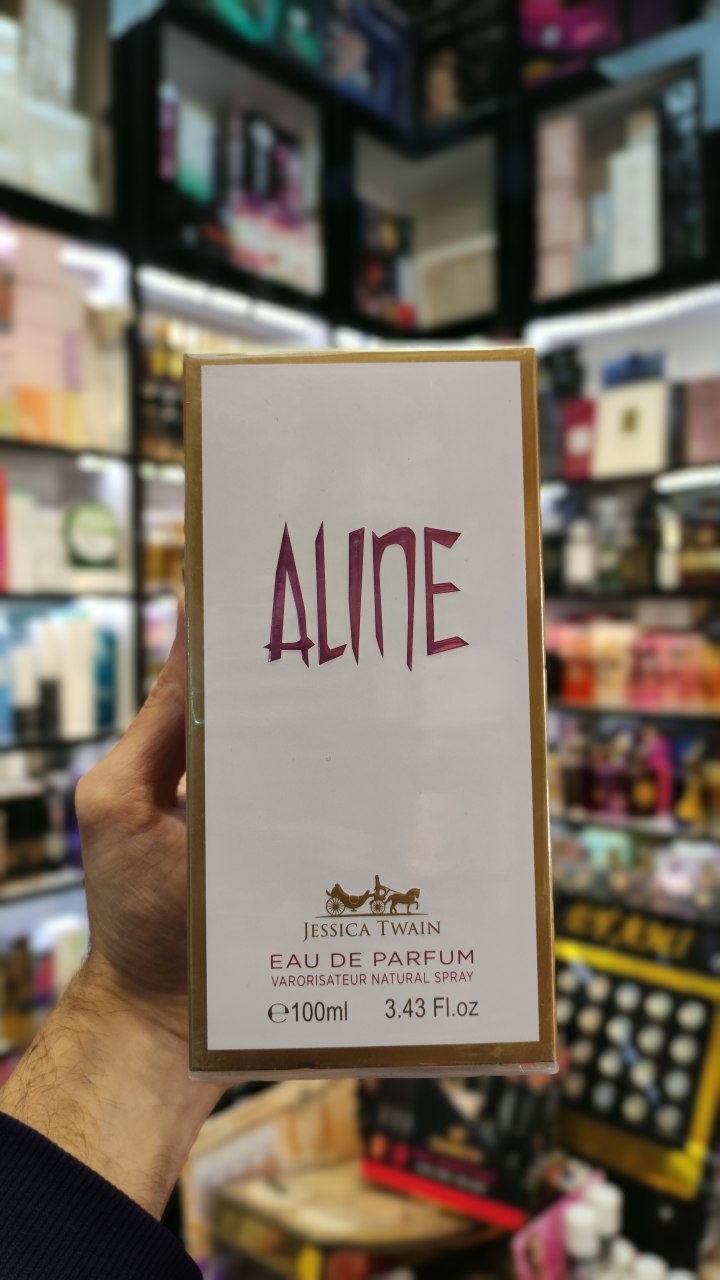 ALINE
JESSICA TWAIN
EAU DE PARFUM
VARORISATEUR NATURAL SPRAY
℮100ml 3.43 Fl.oz